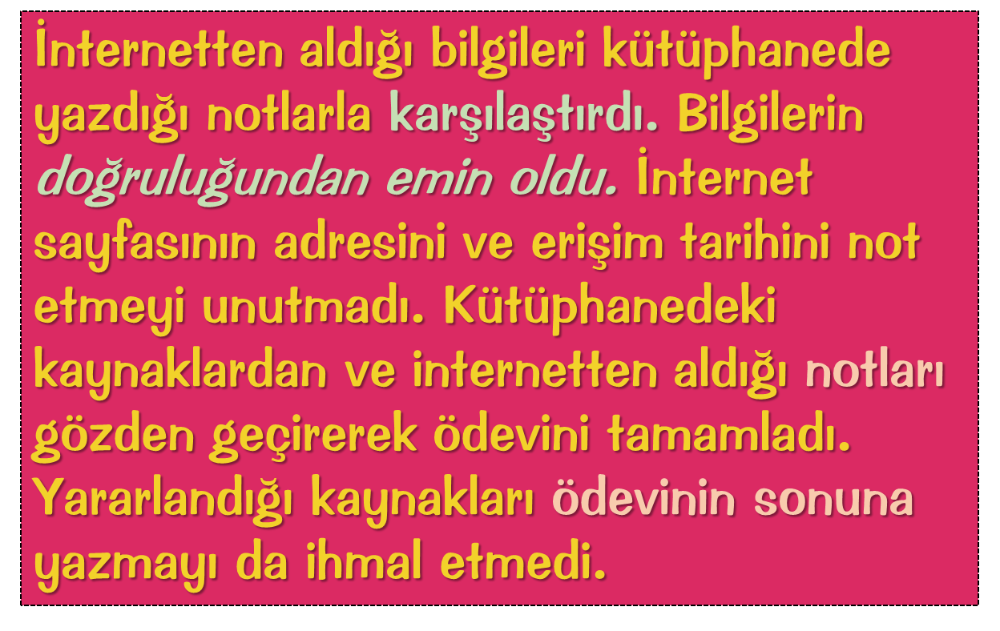 İnternetten aldığı bilgileri kütüphanede
yazdığı notlarla karşılaştırdı. Bilgilerin
doğruluğundan emin oldu. İnternet
sayfasının adresini ve erişim tarihini not
etmeyi unutmadı. Kütüphanedeki
kaynaklardan ve internetten aldığı notları
gözden geçirerek ödevini tamamladı.
Yararlandığı kaynakları ödevinin sonuna
yazmayı da ihmal etmedi.